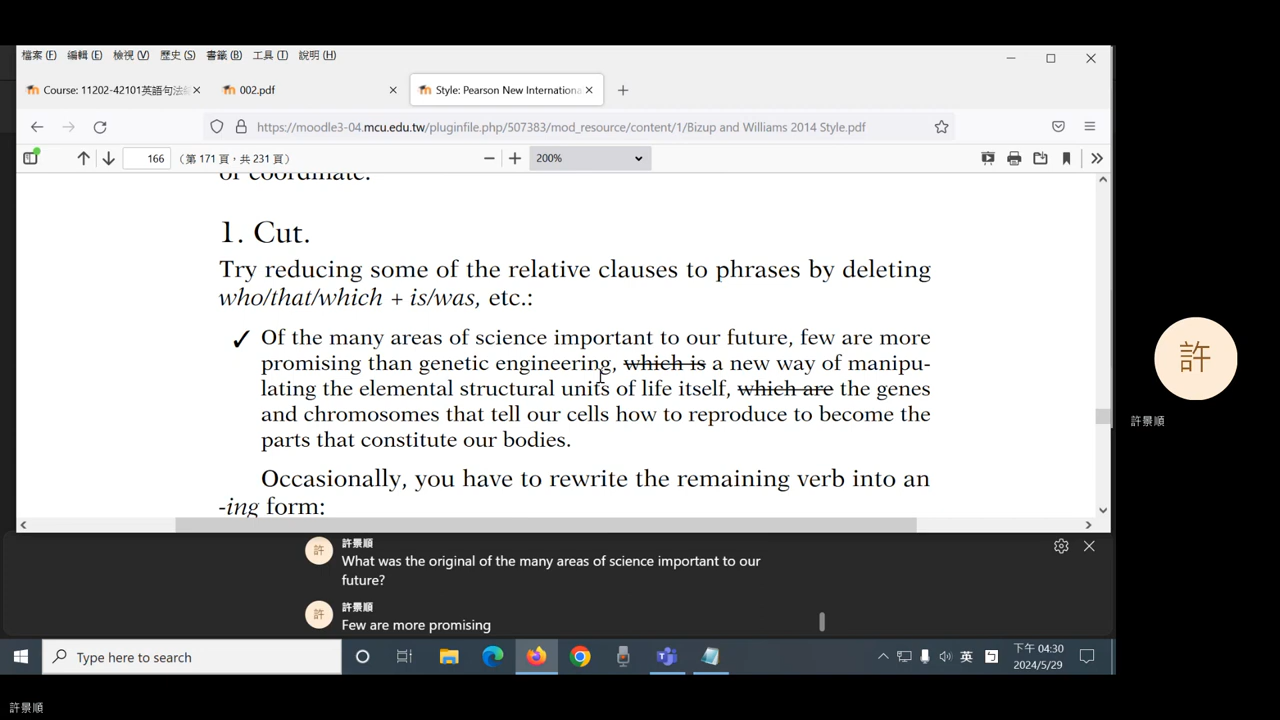 檔案 (F) 編輯 (E) 檢視 (V) 歷史 (S) 書籤 (B) 工具 (T) 說明 (H)
Course: 11202-42101英語句法 002.pdf Style: Pearson New Internationa
https://moodle3-04.mcu.edu.tw/pluginfile.php/507383/mod_resource/content/1/Bizup and Williams 2014 Style.pdf
166 (第 171 頁,共 231 頁) 200%
or coordinate.
1. Cut.
Try reducing some of the relative clauses to phrases by deleting
who/that/which + is/was, etc.:
✓ Of the many areas of science important to our future, few are more
promising than genetic engineering, which is a new way of manipu-
lating the elemental structural units of life itself, which are the genes
and chromosomes that tell our cells how to reproduce to become the
parts that constitute our bodies.
Occasionally, you have to rewrite the remaining verb into an
-ing form:
許
許景順
許 許景順
What was the original of the many areas of science important to our
future?
許 許景順
Few are more promising
Type here to search
英
下午 04:30
2024/5/29
許景順